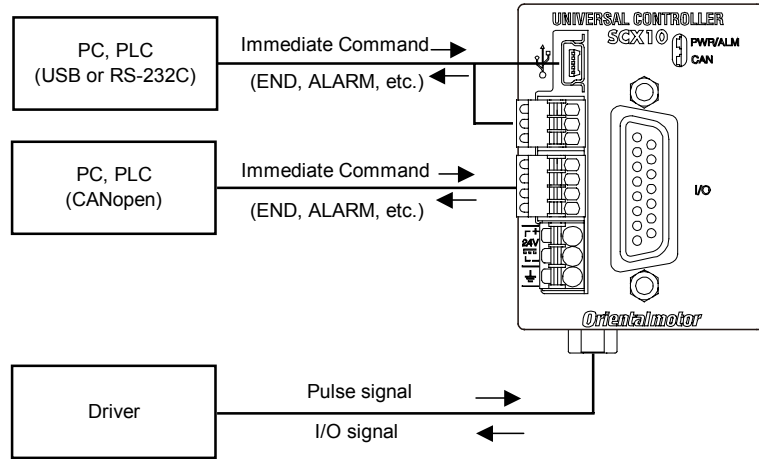 UNIVERSAL CONTROLLER
SCX10
PWR/ALM
CAN
PC, PLC
(USB or RS-232C)
Immediate Command
(END, ALARM, etc.)
PC, PLC
(CANopen)
Immediate Command
(END, ALARM, etc.)
I/O
+
24V
Orientalmotor
Driver
Pulse signal
I/O signal